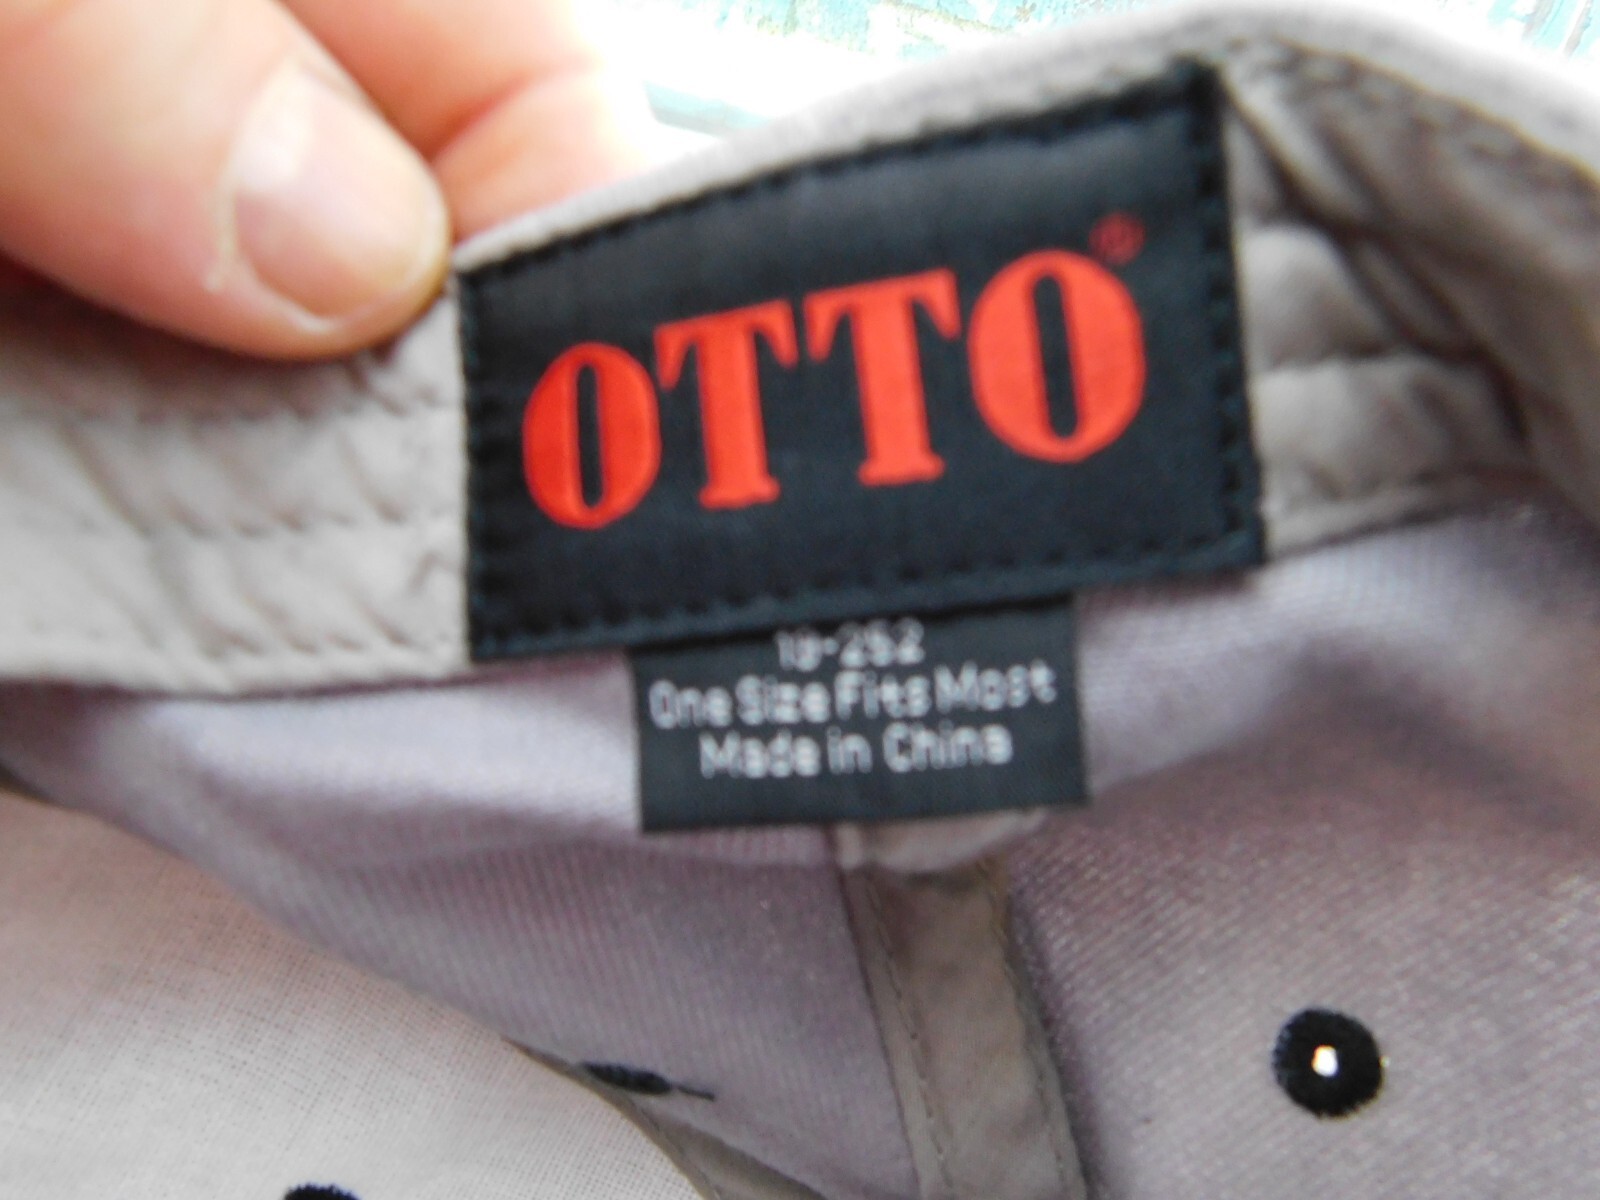 OTTO®
19-252
One Size Fits Most
Made in China